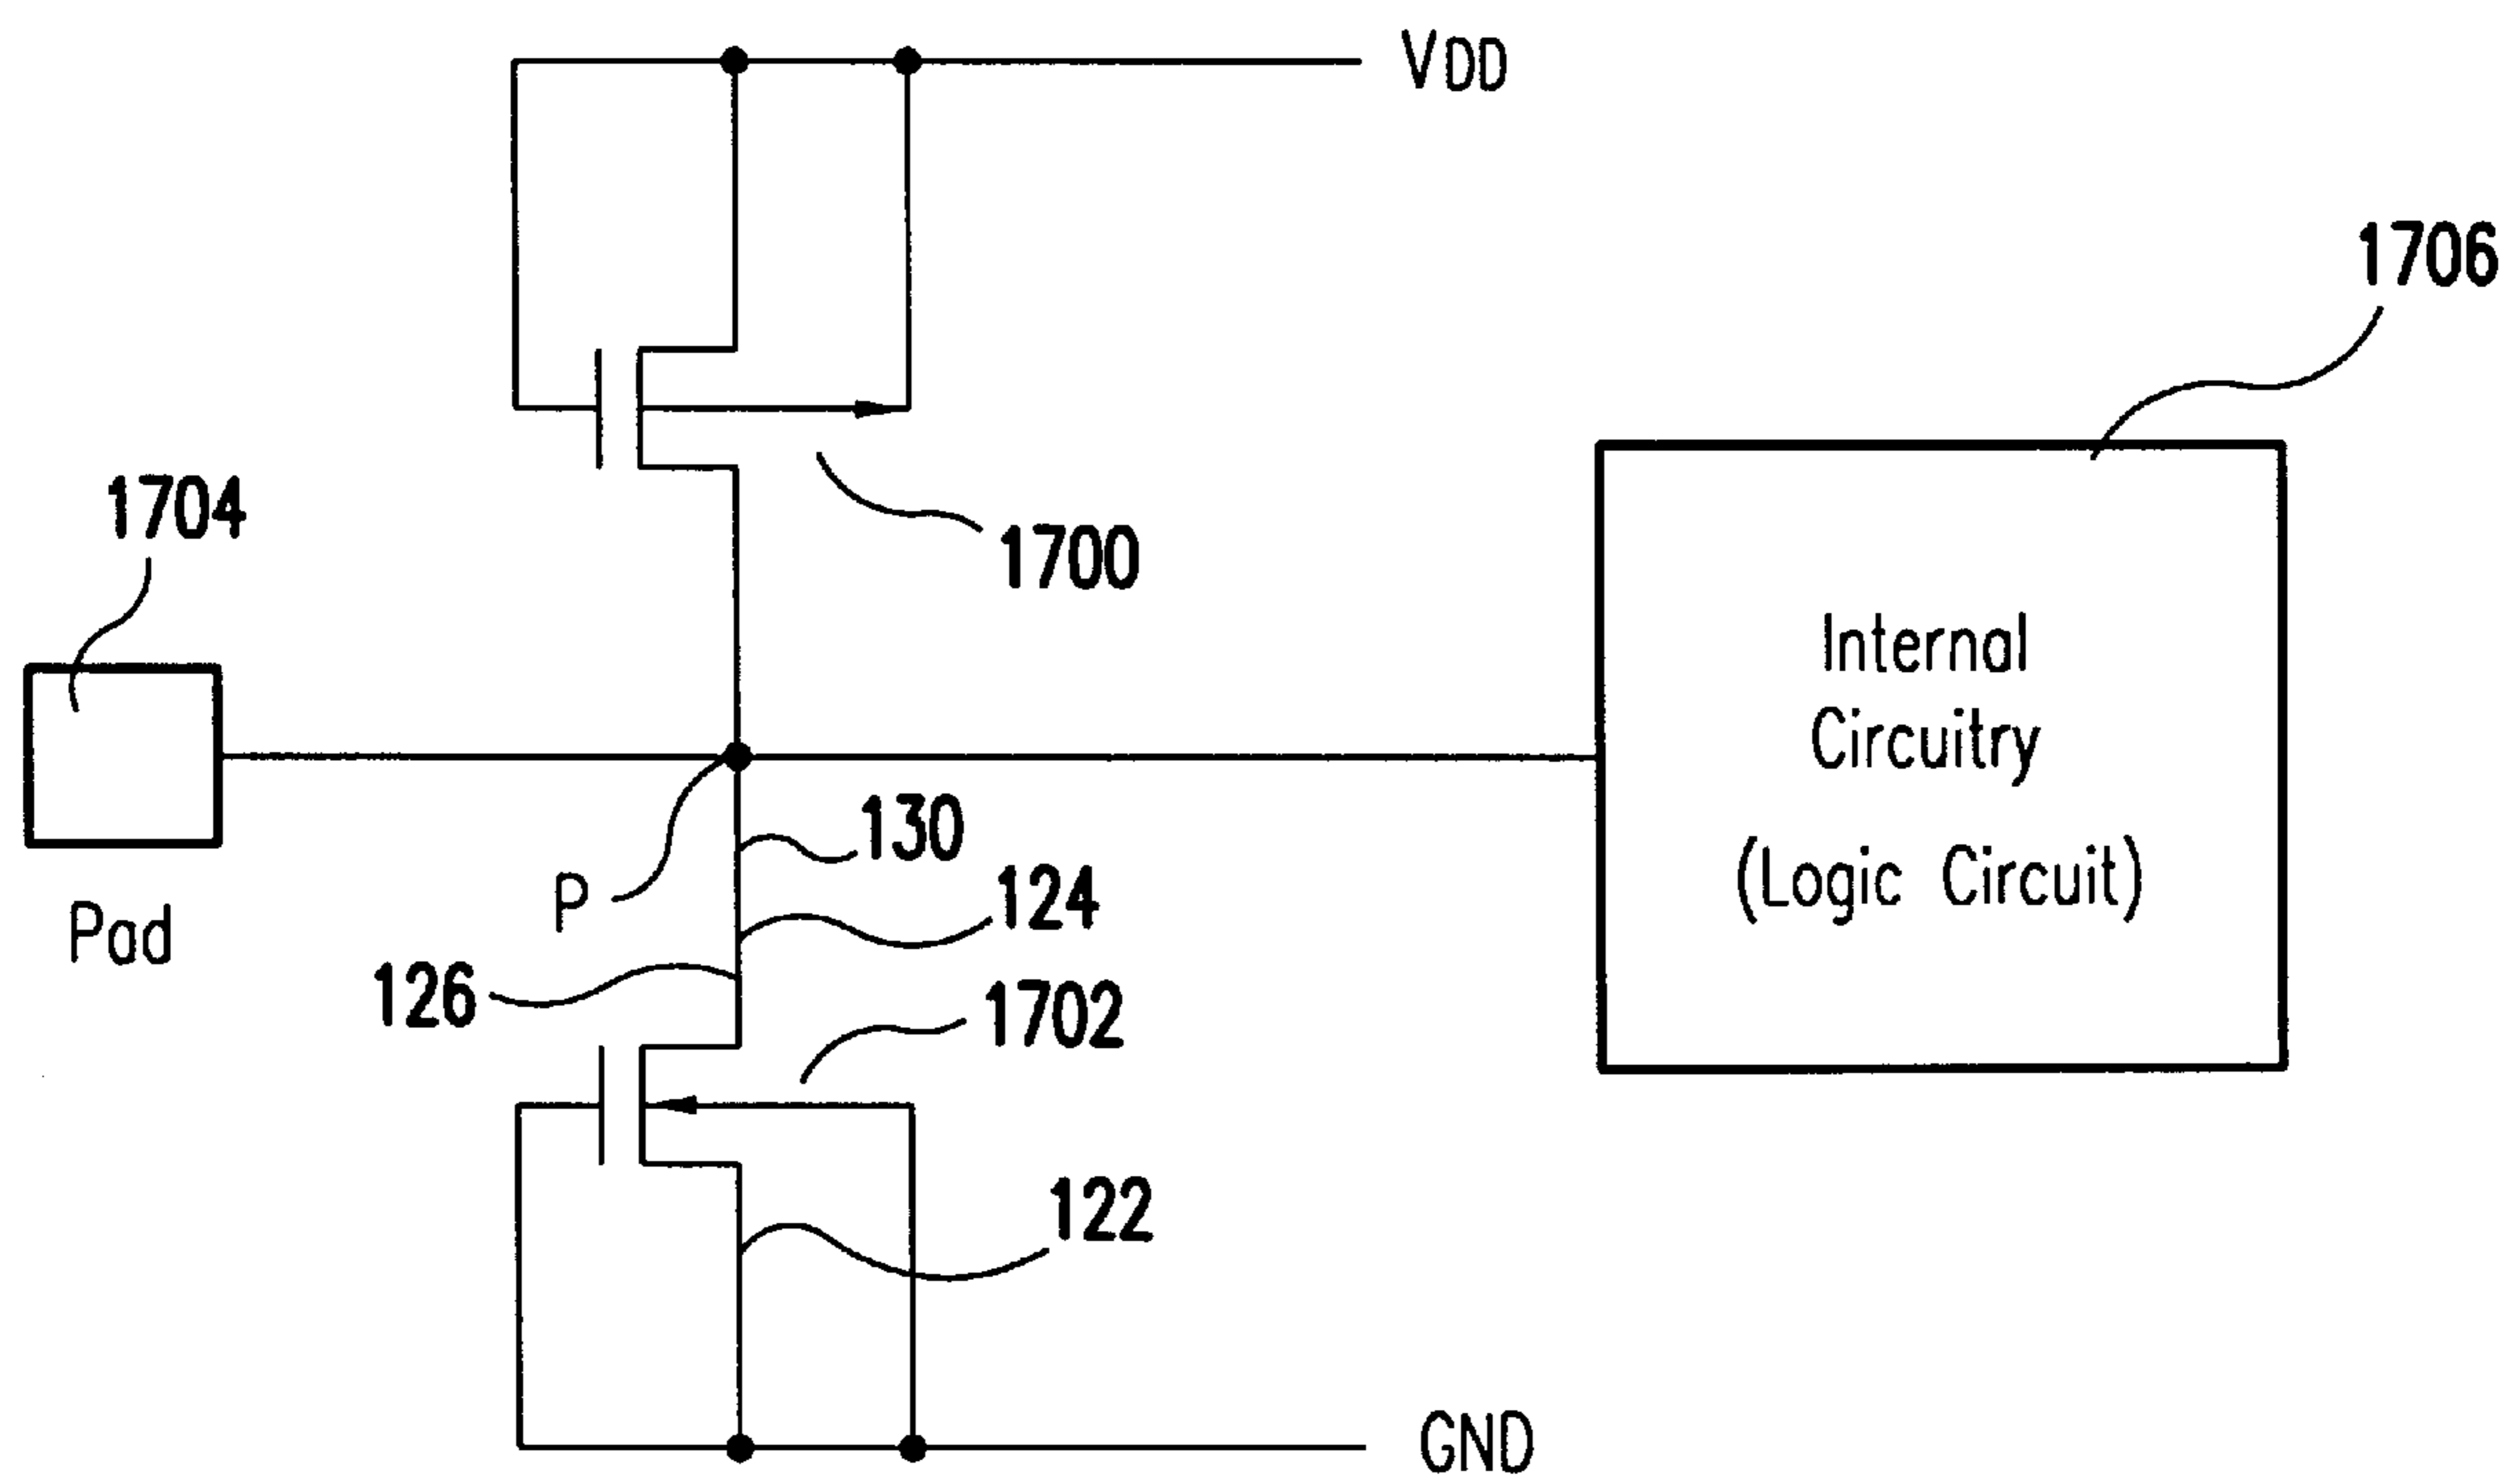 VDD
1706
1704
1700
Internal
Circuitry
(Logic Circuit)
130
P
124
Pad
126
1702
122
GND